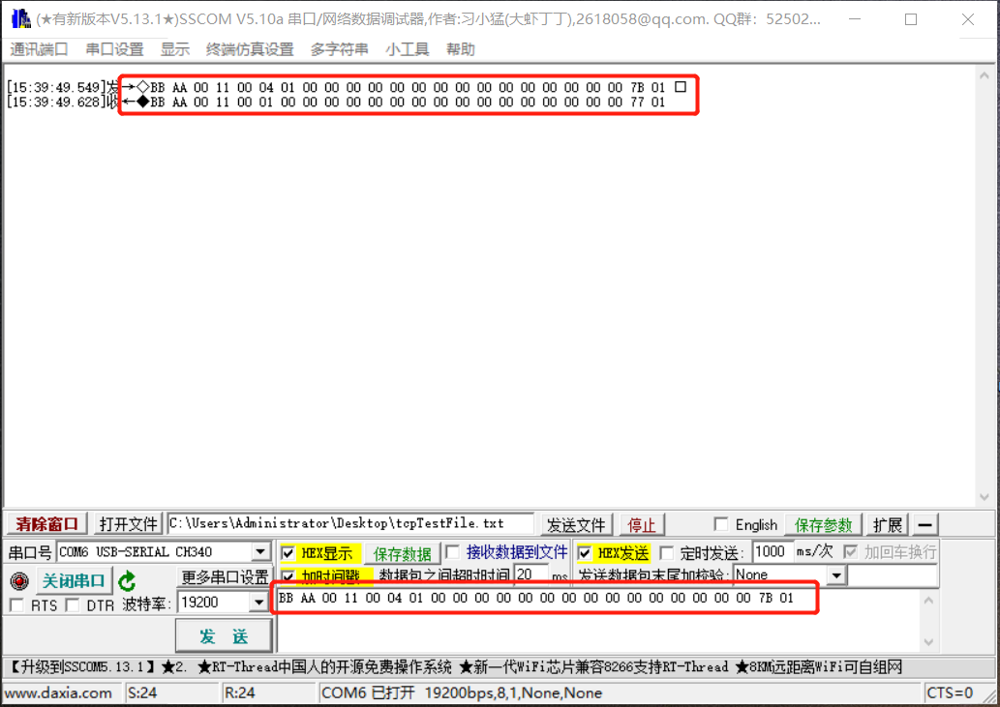 (★有新版本V5.13.1★)SSCOM V5.10a 串口/网络数据调试器,作者:习小猛(大虾丁丁),2618058@qq.com. QQ群: 52502...
通讯端口 串口设置 显示 终端仿真设置 多字符串 小工具 帮助
[15:39:49.549]发→◇BB AA 00 11 00 04 01 00 00 00 00 00 00 00 00 00 00 00 00 00 00 00 7B 01 □
[15:39:49.628]收←◆BB AA 00 11 00 01 00 00 00 00 00 00 00 00 00 00 00 00 00 00 00 00 77 01
清除窗口 打开文件 C:\Users\Administrator\Desktop\tcpTestFile.txt 发送文件 停止 English 保存参数 扩展 —
串口号 COM6 USB-SERIAL CH340 HEX显示 保存数据 接收数据到文件 HEX发送 定时发送: 1000 ms/次 加回车换行
关闭串口 更多串口设置 加时间戳 数据包之间超时时间 20 ms 发送数据包末尾加校验: None
RTS DTR 波特率: 19200 BB AA 00 11 00 04 01 00 00 00 00 00 00 00 00 00 00 00 00 00 00 00 7B 01
发 送
【升级到SSCOM5.13.1】★2. ★RT-Thread中国人的开源免费操作系统 ★新一代WiFi芯片兼容8266支持RT-Thread ★8KM远距离WiFi可自组网
www.daxia.com S:24 R:24 COM6 已打开 19200bps,8,1,None,None CTS=0